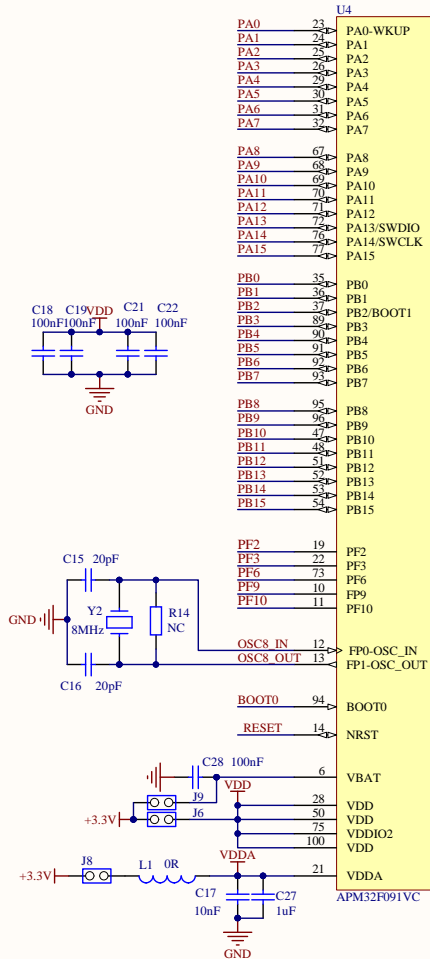 U4
PA0 23 PA0-WKUP
PA1 24 PA1
PA2 25 PA2
PA3 26 PA3
PA4 29 PA4
PA5 30 PA5
PA6 31 PA6
PA7 32 PA7
PA8 67 PA8
PA9 68 PA9
PA10 69 PA10
PA11 70 PA11
PA12 71 PA12
PA13 72 PA13/SWDIO
PA14 76 PA14/SWCLK
PA15 77 PA15
PB0 35 PB0
PB1 36 PB1
PB2 37 PB2/BOOT1
PB3 89 PB3
PB4 90 PB4
PB5 91 PB5
PB6 92 PB6
PB7 93 PB7
C18 C19 VDD C21 C22
100nF 100nF 100nF 100nF
GND
PB8 95 PB8
PB9 96 PB9
PB10 47 PB10
PB11 48 PB11
PB12 51 PB12
PB13 52 PB13
PB14 53 PB14
PB15 54 PB15
PF2 19 PF2
PF3 22 PF3
PF6 73 PF6
PF9 10 FP9
PF10 11 PF10
C15 20pF
GND
Y2
8MHz
R14
NC
C16 20pF
OSC8_IN 12 FP0-OSC_IN
OSC8_OUT 13 FP1-OSC_OUT
BOOT0 94 BOOT0
RESET 14 NRST
C28 100nF 6 VBAT
J9 VDD 28 VDD
+3.3V J6 50 VDD
75 VDDIO2
100 VDD
VDDA
+3.3V J8 L1 0R 21 VDDA
C17 C27
10nF 1uF
GND
APM32F091VC